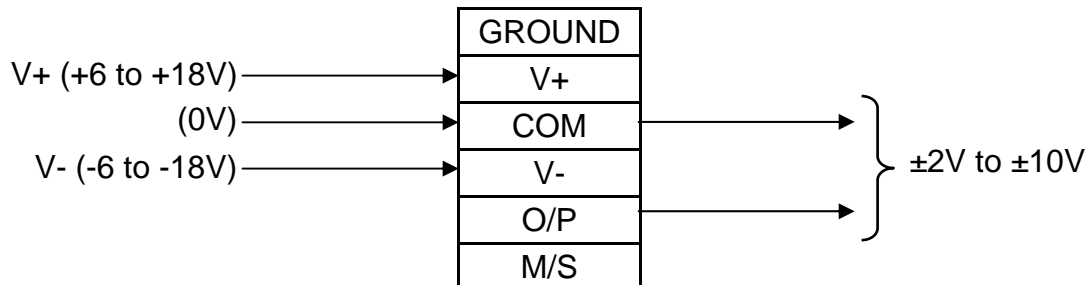 GROUND
V+ (+6 to +18V)
V+
(0V)
COM
V- (-6 to -18V)
V-
±2V to ±10V
O/P
M/S